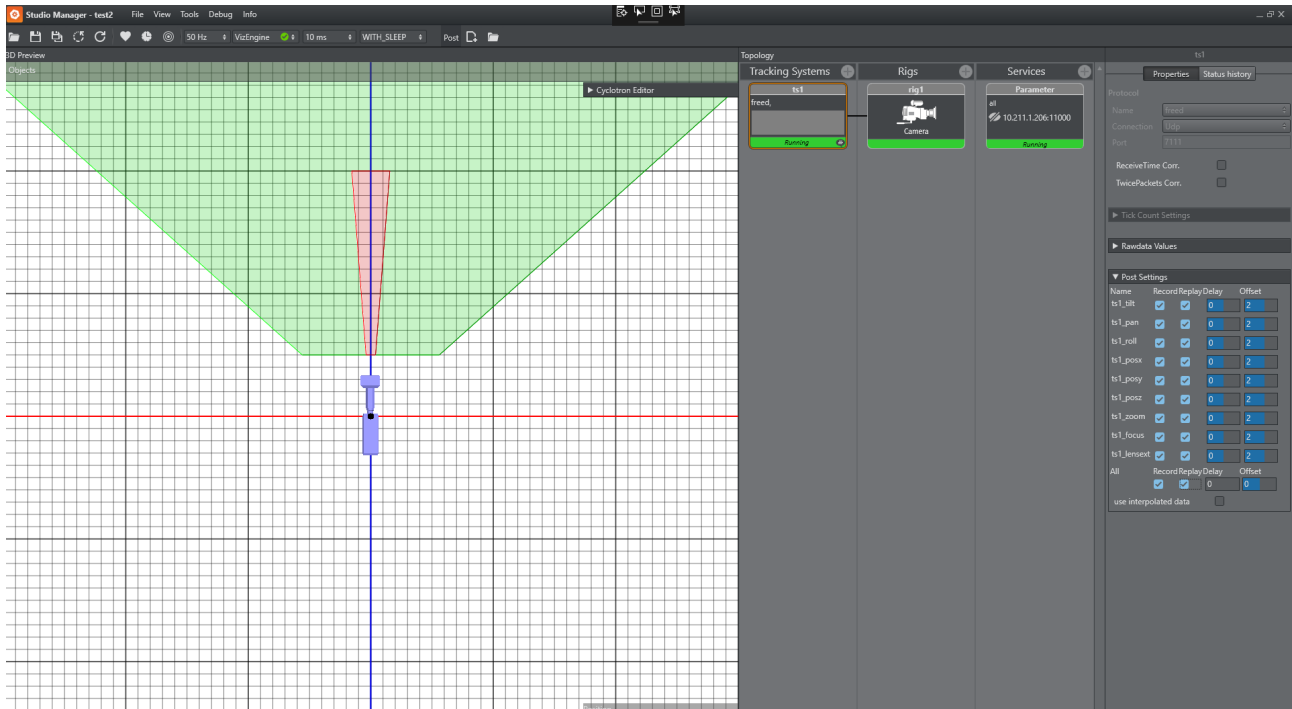 Studio Manager - test2 File View Tools Debug Info
50 Hz VizEngine 10 ms WITH_SLEEP Post
3D Preview
Objects
Cyclotron Editor
Topology
Tracking Systems Rigs Services
ts1
freed,
Running
rig1
Camera
Parameter
all
10.211.1.206:11000
Running
ts1
Properties Status history
Protocol
Name freed
Connection Udp
Port 7111
ReceiveTime Corr.
TwicePackets Corr.
Tick Count Settings
Rawdata Values
Post Settings
Name Record Replay Delay Offset
ts1_tilt 0 2
ts1_pan 0 2
ts1_roll 0 2
ts1_posx 0 2
ts1_posy 0 2
ts1_posz 0 2
ts1_zoom 0 2
ts1_focus 0 2
ts1_lensext 0 2
All Record Replay Delay Offset
0 0
use interpolated data